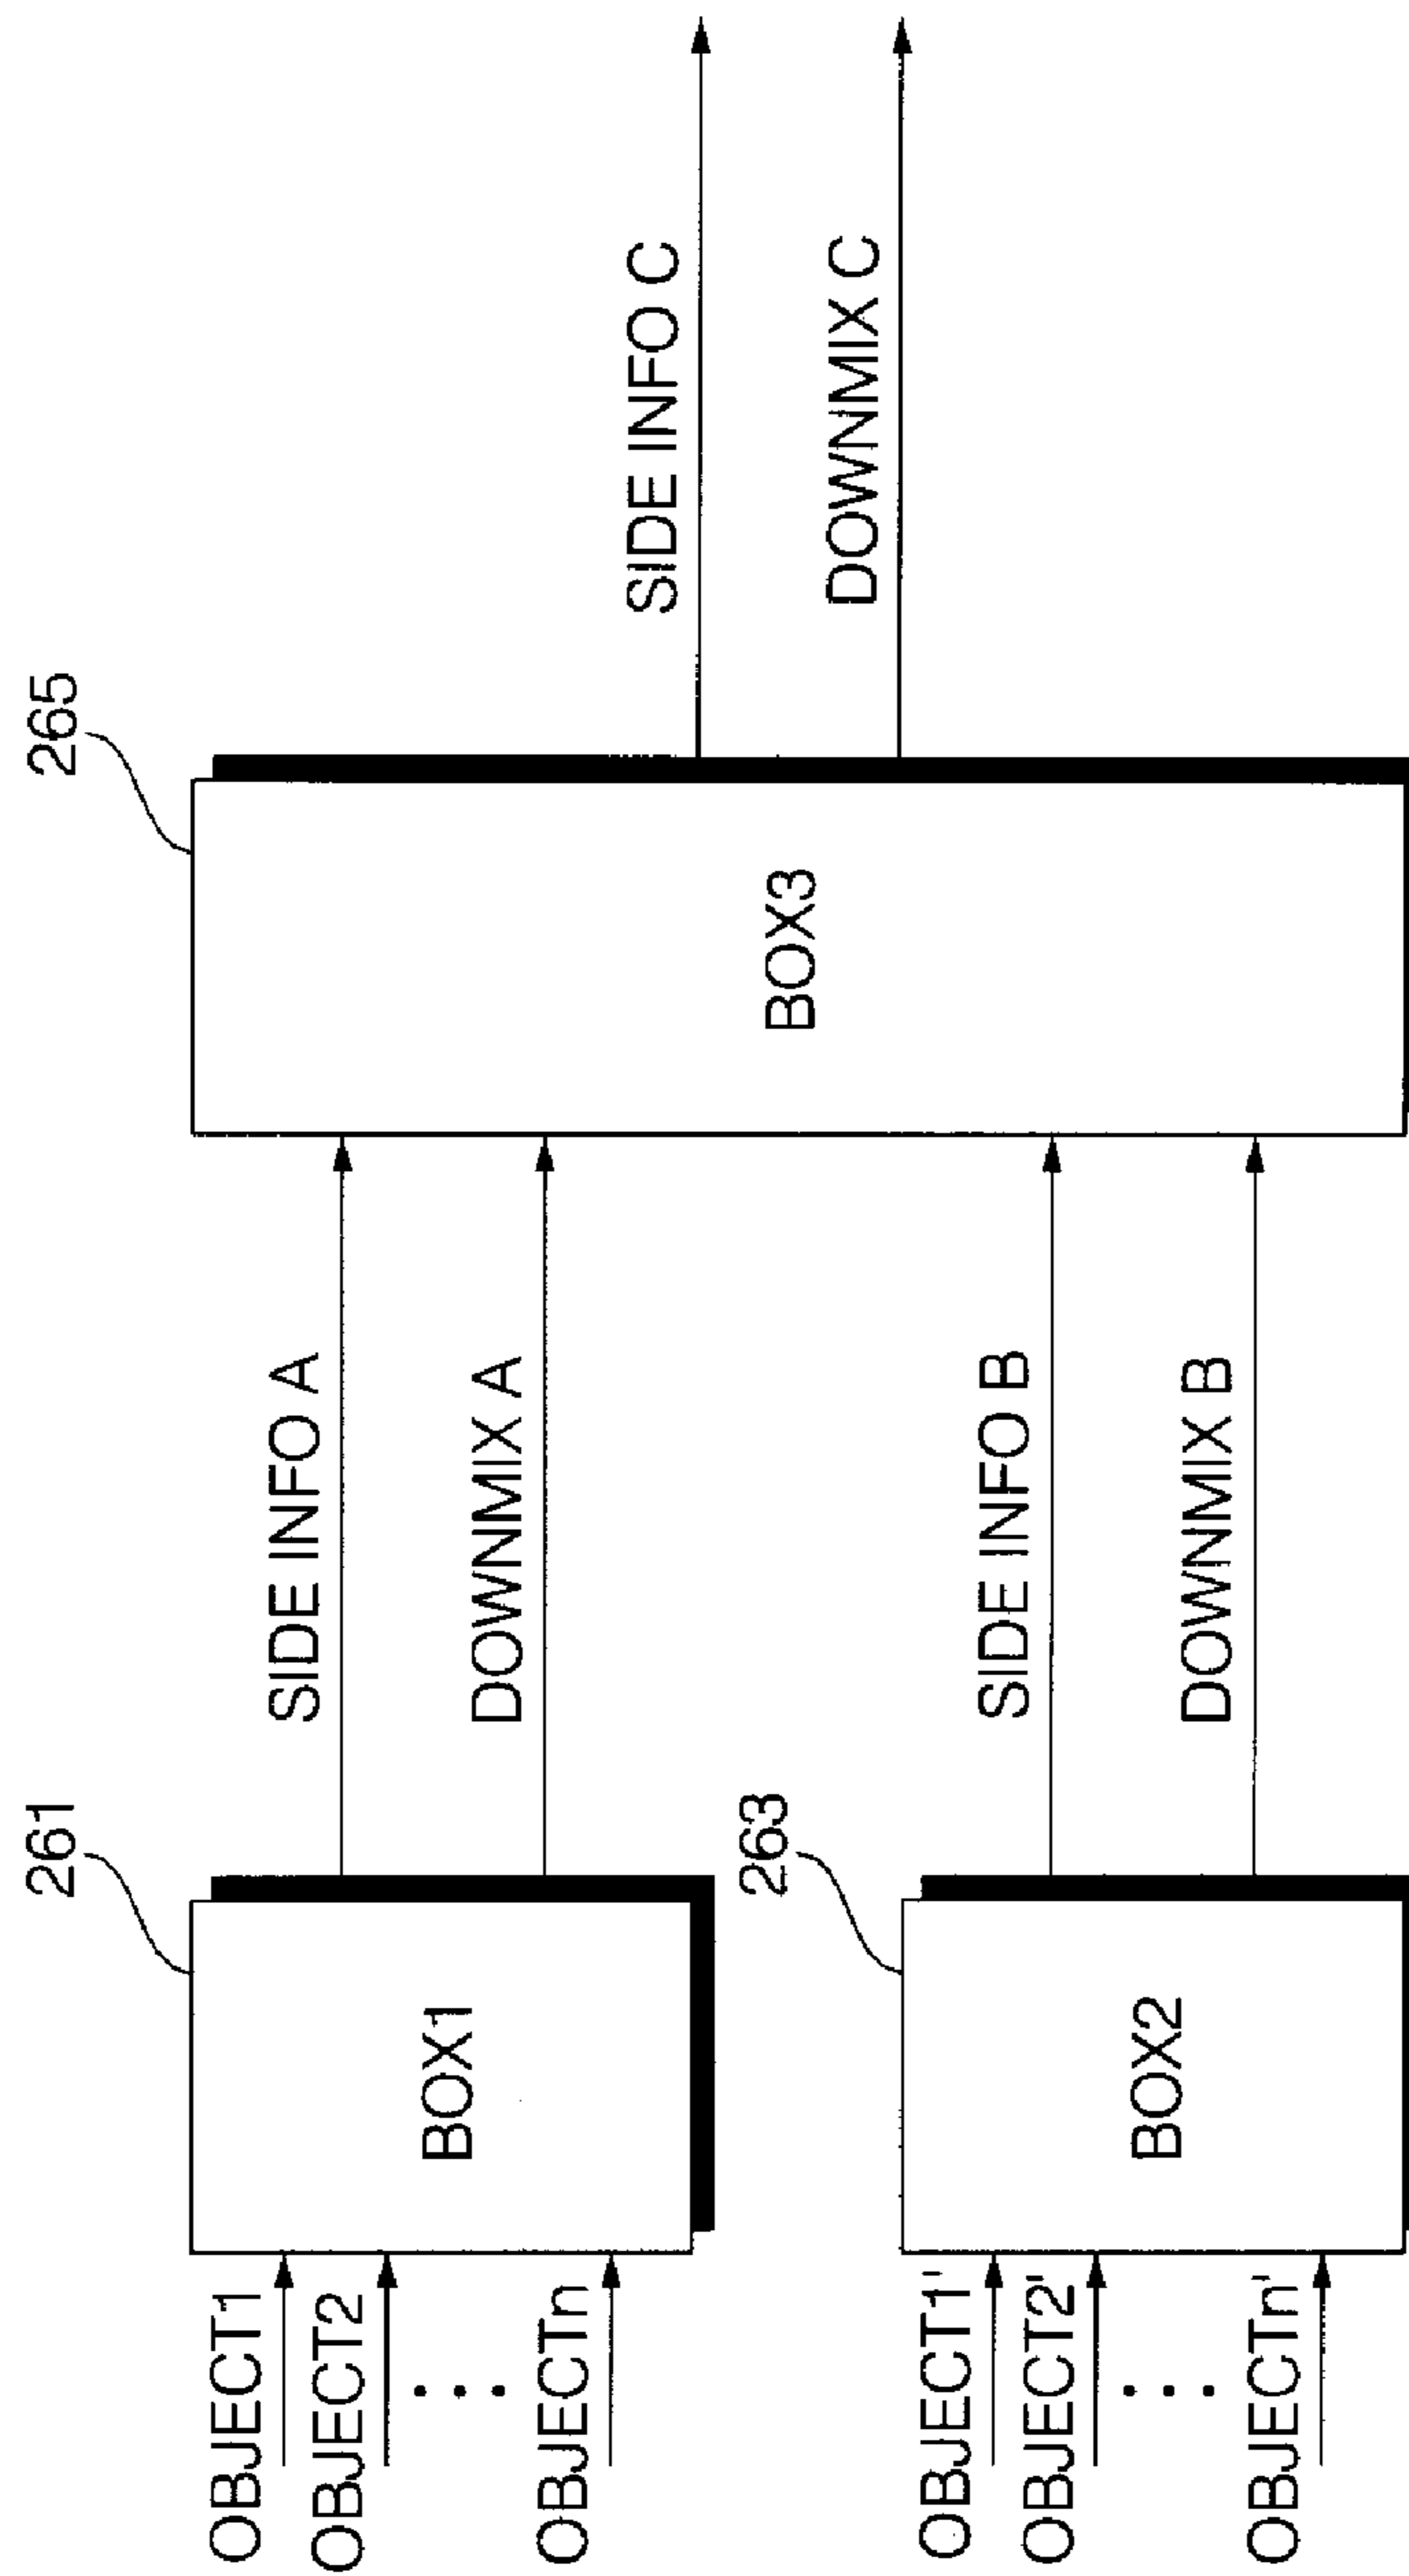 261
OBJECT1
OBJECT2
. . .
OBJECTn
BOX1
SIDE INFO A
DOWNMIX A
263
OBJECT1'
OBJECT2'
. . .
OBJECTn'
BOX2
SIDE INFO B
DOWNMIX B
265
BOX3
SIDE INFO C
DOWNMIX C